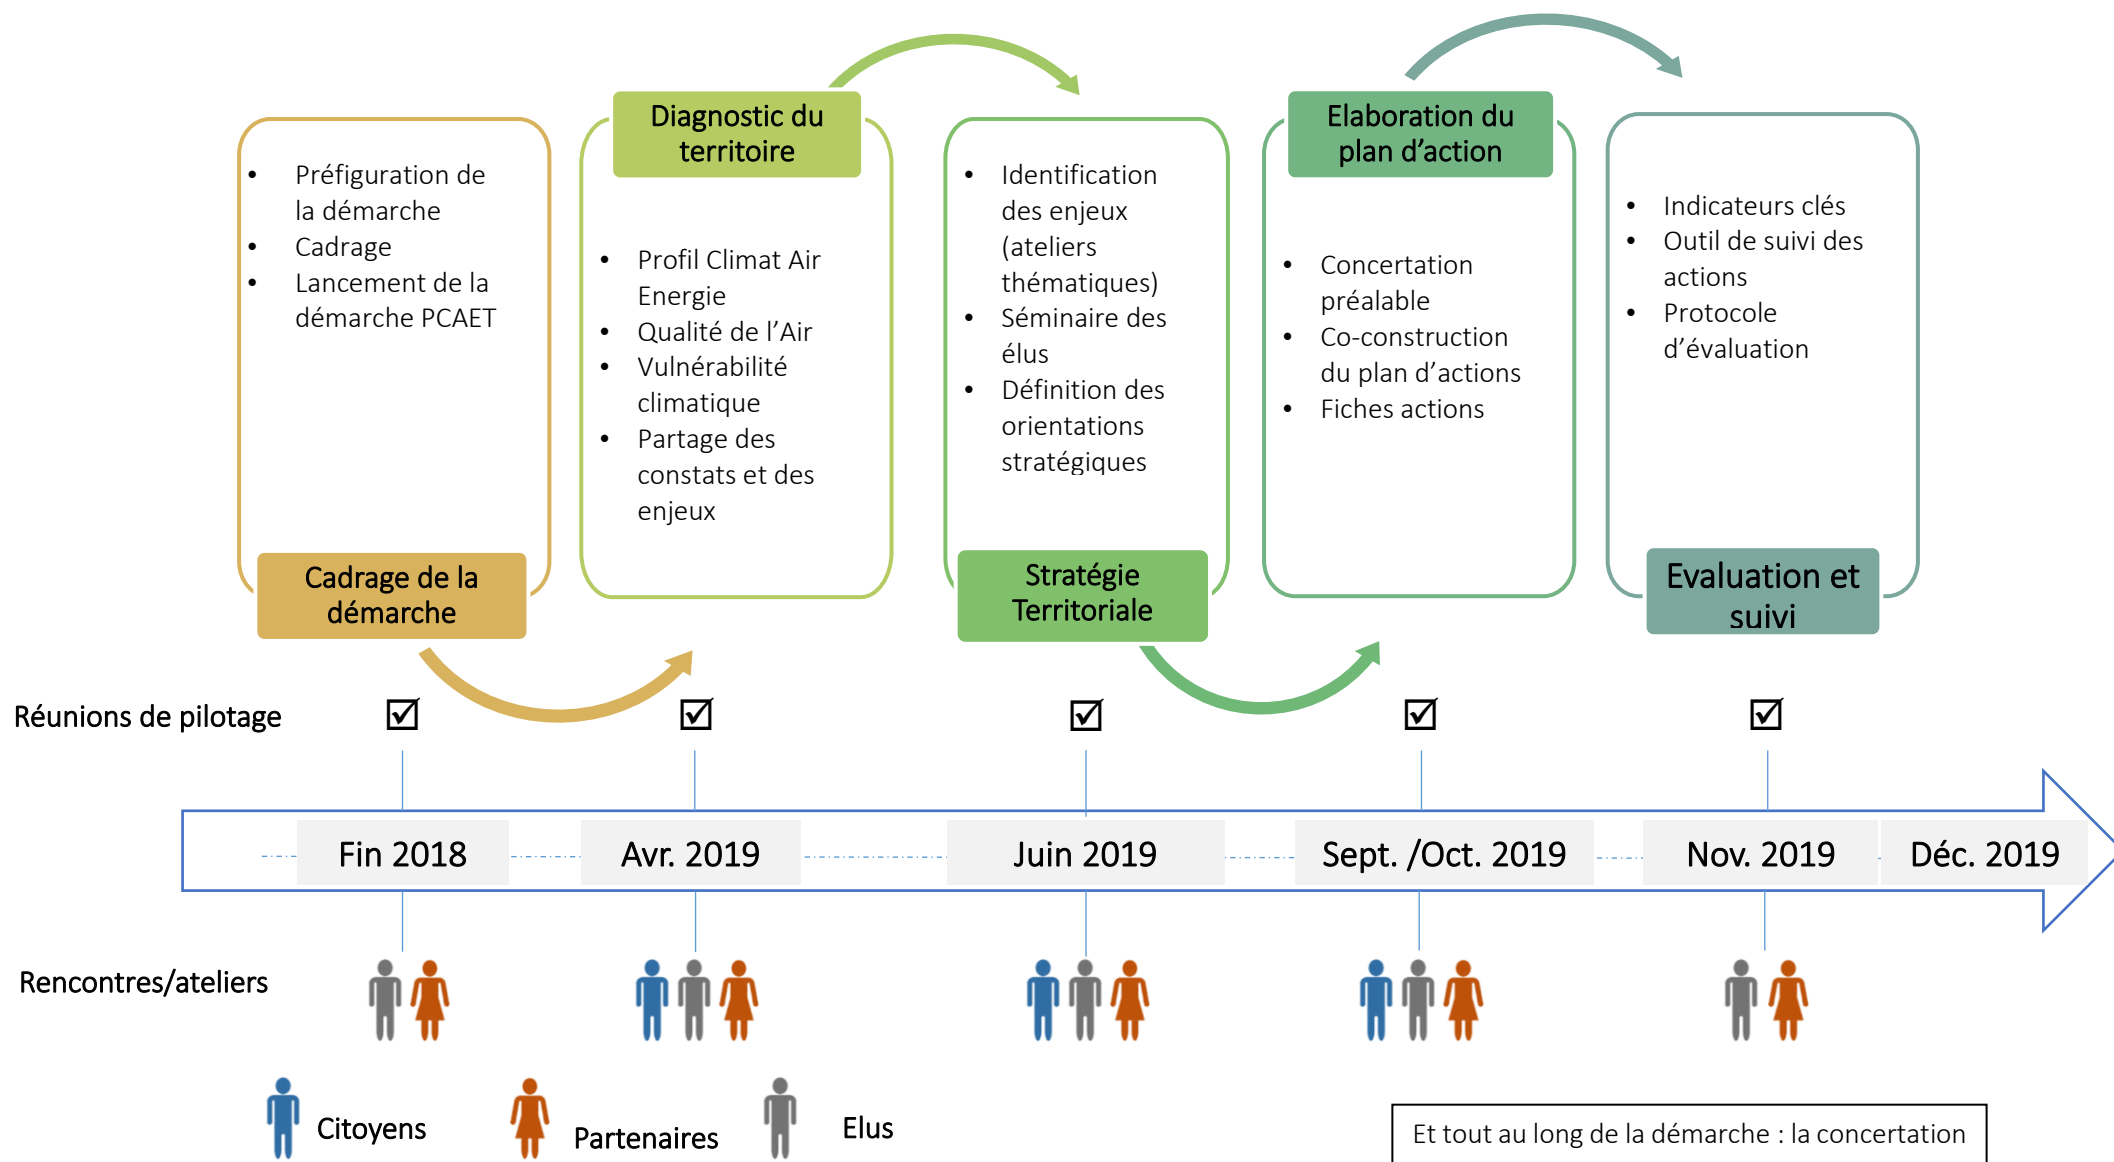 Préfiguration de
la démarche
Cadrage
Lancement de la
démarche PCAET
Cadrage de la
démarche
Diagnostic du
territoire
Profil Climat Air
Energie
Qualité de l’Air
Vulnérabilité
climatique
Partage des
constats et des
enjeux
Identification
des enjeux
(ateliers
thématiques)
Séminaire des
élus
Définition des
orientations
stratégiques
Stratégie
Territoriale
Elaboration du
plan d’action
Concertation
préalable
Co-construction
du plan d’actions
Fiches actions
Indicateurs clés
Outil de suivi des
actions
Protocole
d’évaluation
Evaluation et
suivi
Réunions de pilotage
Fin 2018
Avr. 2019
Juin 2019
Sept. /Oct. 2019
Nov. 2019
Déc. 2019
Rencontres/ateliers
Citoyens
Partenaires
Elus
Et tout au long de la démarche : la concertation